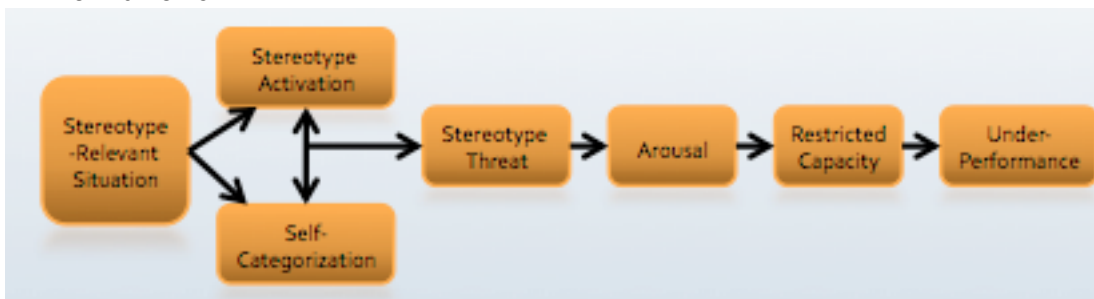 Stereotype
-Relevant
Situation
Stereotype
Activation
Self-
Categorization
Stereotype
Threat
Arousal
Restricted
Capacity
Under-
Performance